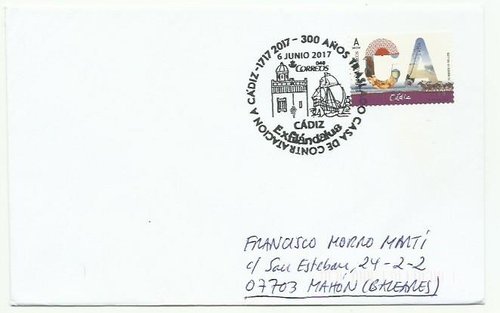 1717 2017 - 300 AÑOS TRASLADO CASA DE CONTRATACION A CÁDIZ -
6 JUNIO 2017
CORREOS
CÁDIZ
Exfilándalus
A
CA
Cádiz
FRANCISCO MORRO MARTÍ
c/ San Esteban, 24-2-2
07703 MAHÓN (BALEARES)